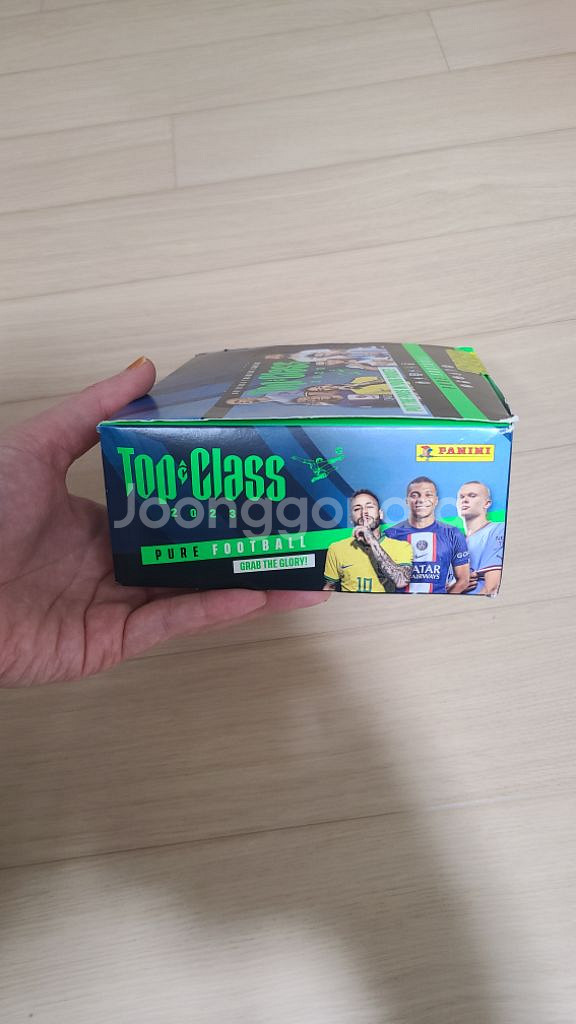 Top Class
2023
PANINI
Joonggonara
PURE FOOTBALL
GRAB THE GLORY!
10
QATAR
AIRWAYS